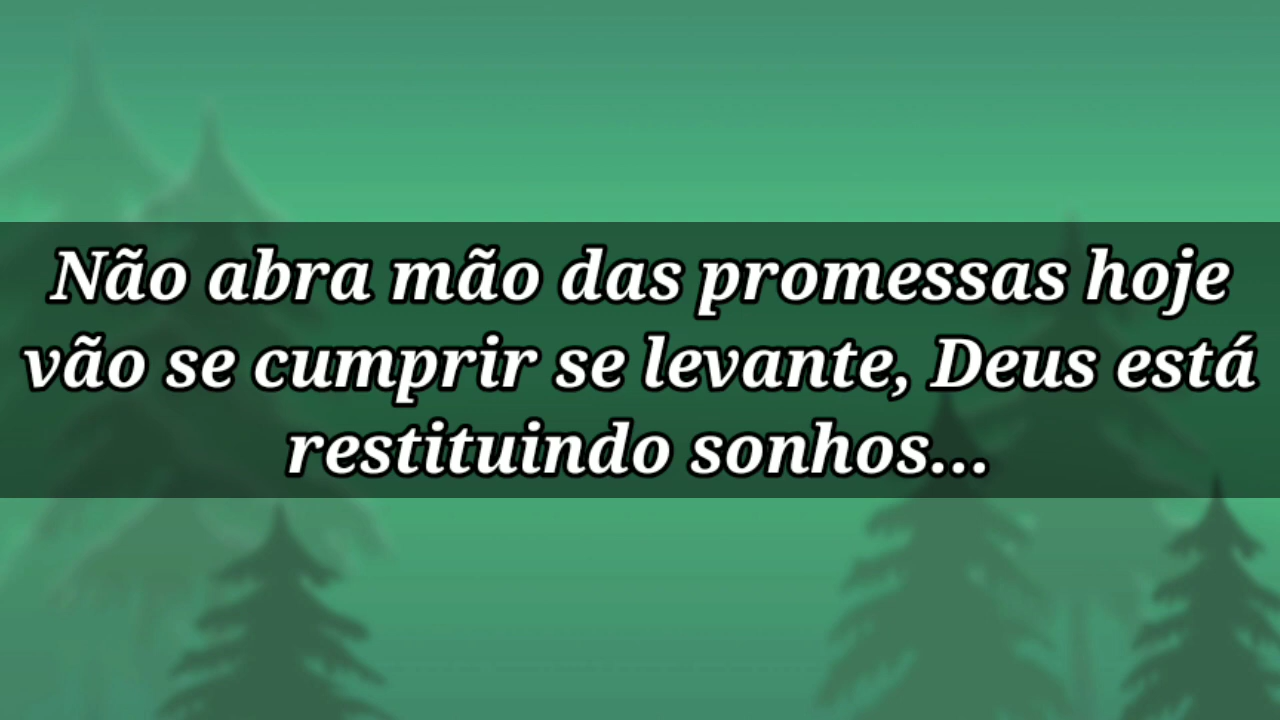 Não abra mão das promessas hoje
vão se cumprir se levante, Deus está
restituindo sonhos...